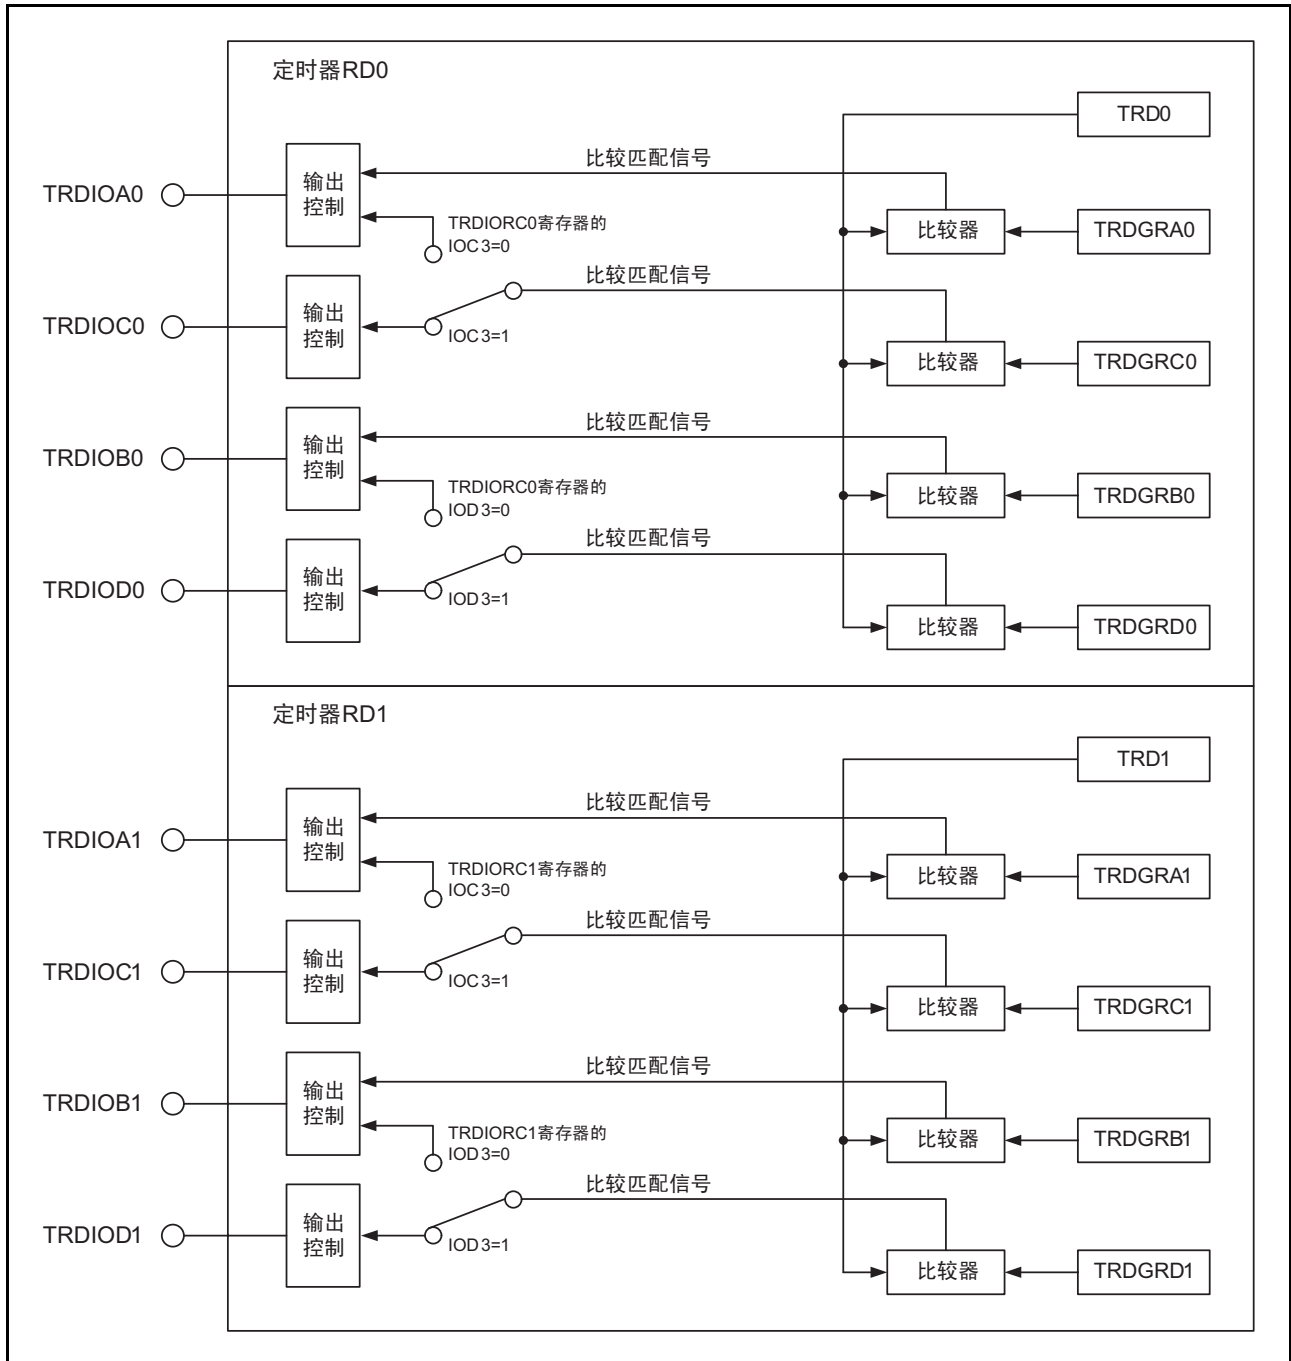 定时器RD0
TRD0
比较匹配信号
输出
控制
TRDIOA0
TRDIORC0寄存器的
IOC3=0
比较器
TRDGRA0
比较匹配信号
输出
控制
TRDIOC0
IOC3=1
比较器
TRDGRC0
比较匹配信号
输出
控制
TRDIOB0
TRDIORC0寄存器的
IOD3=0
比较器
TRDGRB0
比较匹配信号
输出
控制
TRDIOD0
IOD3=1
比较器
TRDGRD0
定时器RD1
TRD1
比较匹配信号
输出
控制
TRDIOA1
TRDIORC1寄存器的
IOC3=0
比较器
TRDGRA1
比较匹配信号
输出
控制
TRDIOC1
IOC3=1
比较器
TRDGRC1
比较匹配信号
输出
控制
TRDIOB1
TRDIORC1寄存器的
IOD3=0
比较器
TRDGRB1
比较匹配信号
输出
控制
TRDIOD1
IOD3=1
比较器
TRDGRD1